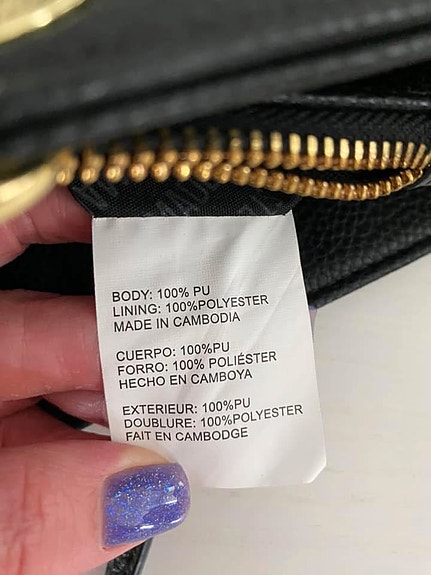 BODY: 100% PU
LINING: 100%POLYESTER
MADE IN CAMBODIA
CUERPO: 100%PU
FORRO: 100% POLIÉSTER
HECHO EN CAMBOYA
EXTERIEUR: 100%PU
DOUBLURE: 100%POLYESTER
FAIT EN CAMBODGE